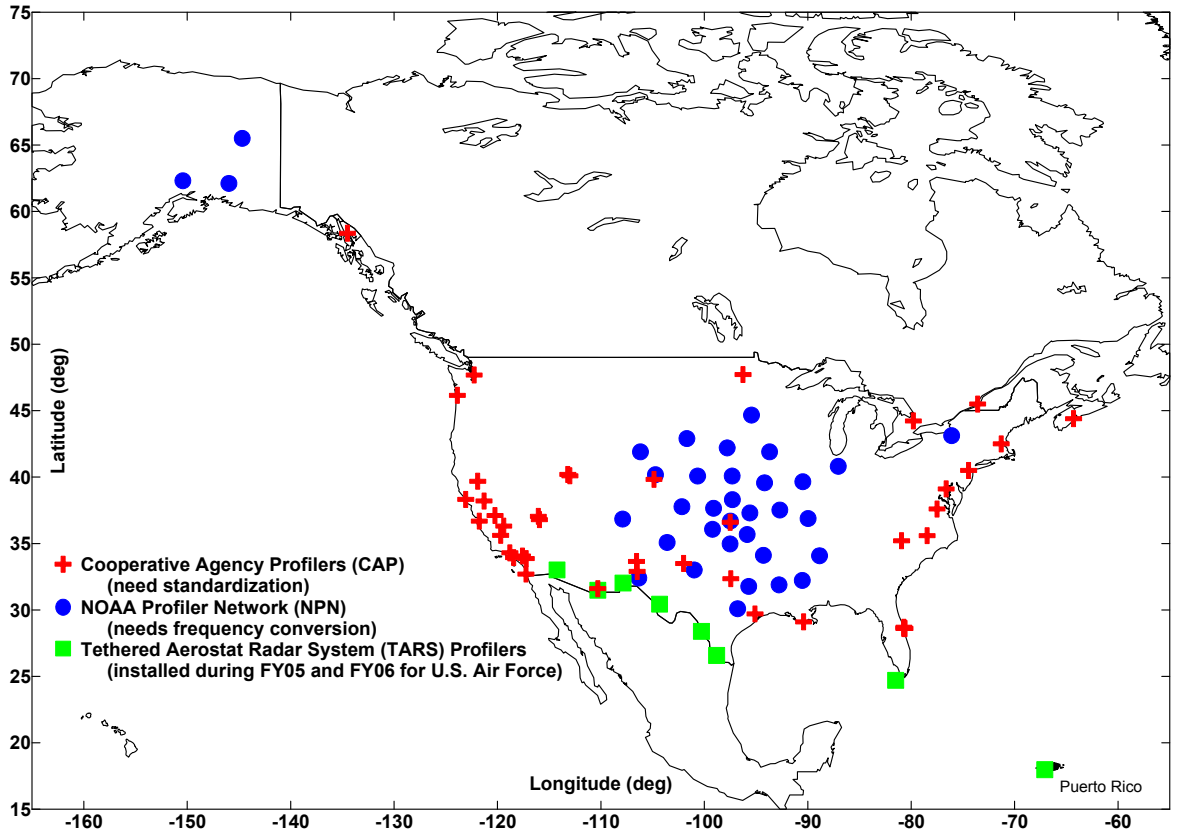 75
70
65
60
55
50
45
40
35
30
25
20
15
Latitude (deg)
Cooperative Agency Profilers (CAP)
(need standardization)
NOAA Profiler Network (NPN)
(needs frequency conversion)
Tethered Aerostat Radar System (TARS) Profilers
(installed during FY05 and FY06 for U.S. Air Force)
Longitude (deg)
Puerto Rico
-160 -150 -140 -130 -120 -110 -100 -90 -80 -70 -60